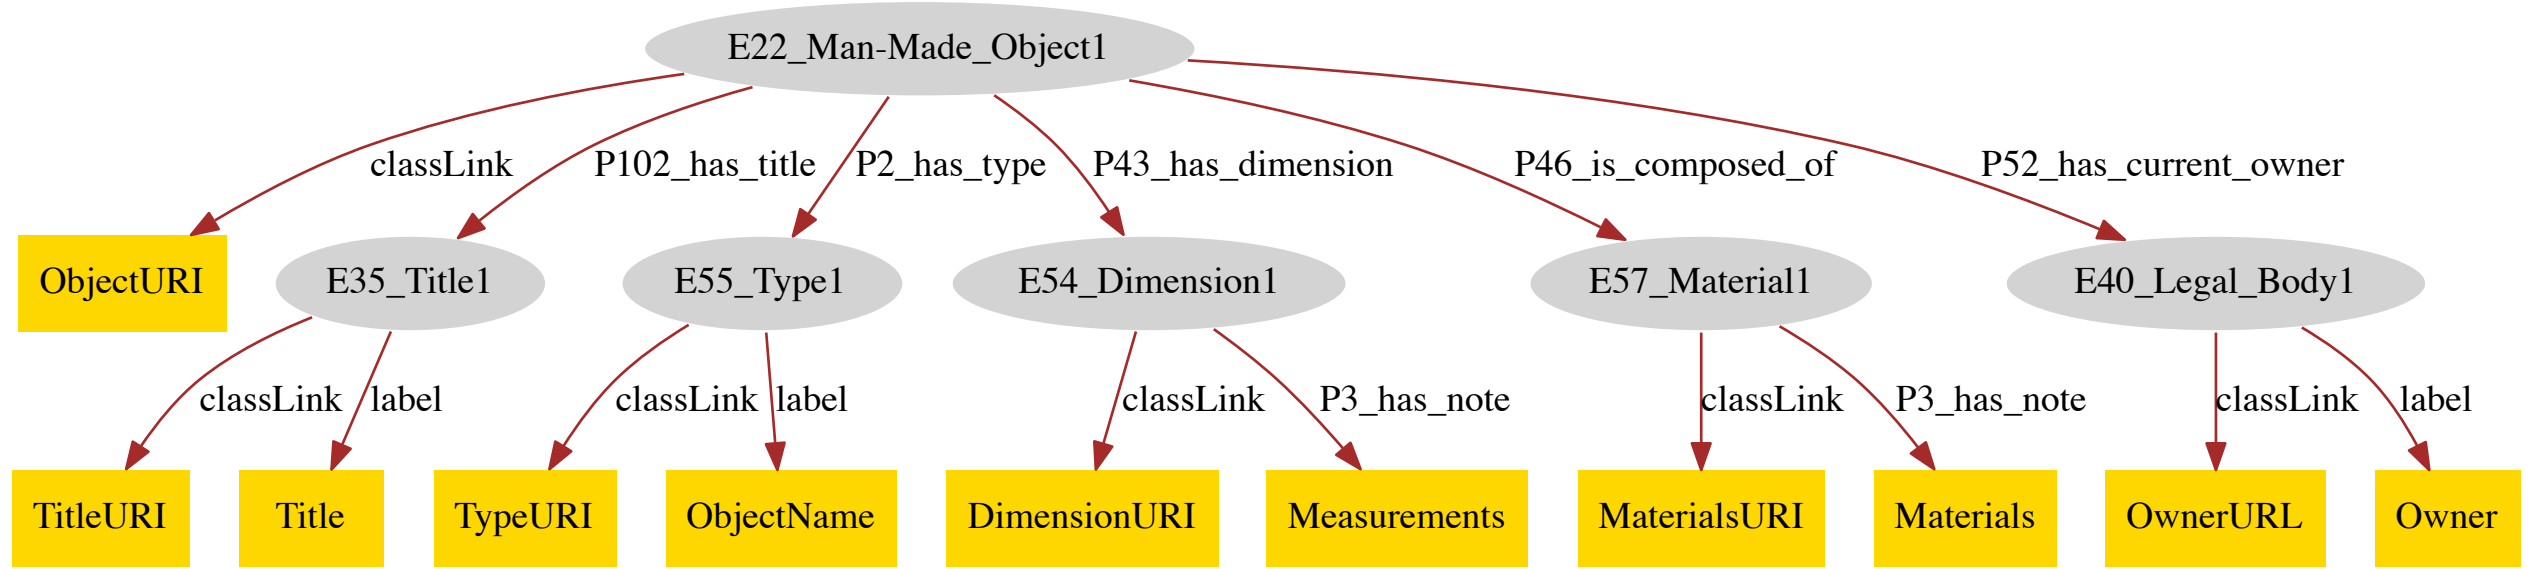 E22_Man-Made_Object1
classLink
P102_has_title
P2_has_type
P43_has_dimension
P46_is_composed_of
P52_has_current_owner
ObjectURI
E35_Title1
E55_Type1
E54_Dimension1
E57_Material1
E40_Legal_Body1
classLink
label
classLink
label
classLink
P3_has_note
classLink
P3_has_note
classLink
label
TitleURI
Title
TypeURI
ObjectName
DimensionURI
Measurements
MaterialsURI
Materials
OwnerURL
Owner